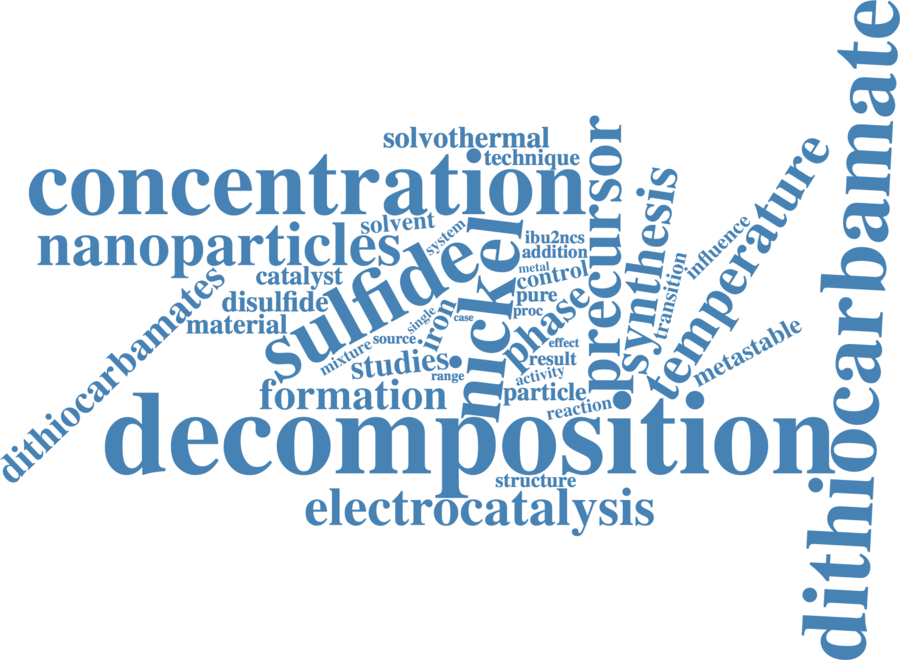 solvothermal
technique
concentration
precursor
dithiocarbamate
solvent
system
nanoparticles
nickel
ibu2ncs
addition
synthesis
influence
temperature
catalyst
sulfide
metal
control
transition
disulfide
pure
dithiocarbamates
material
iron
single
case
proc
phase
mixture
source
effect
metastable
studies
range
result
activity
formation
particle
reaction
decomposition
structure
electrocatalysis